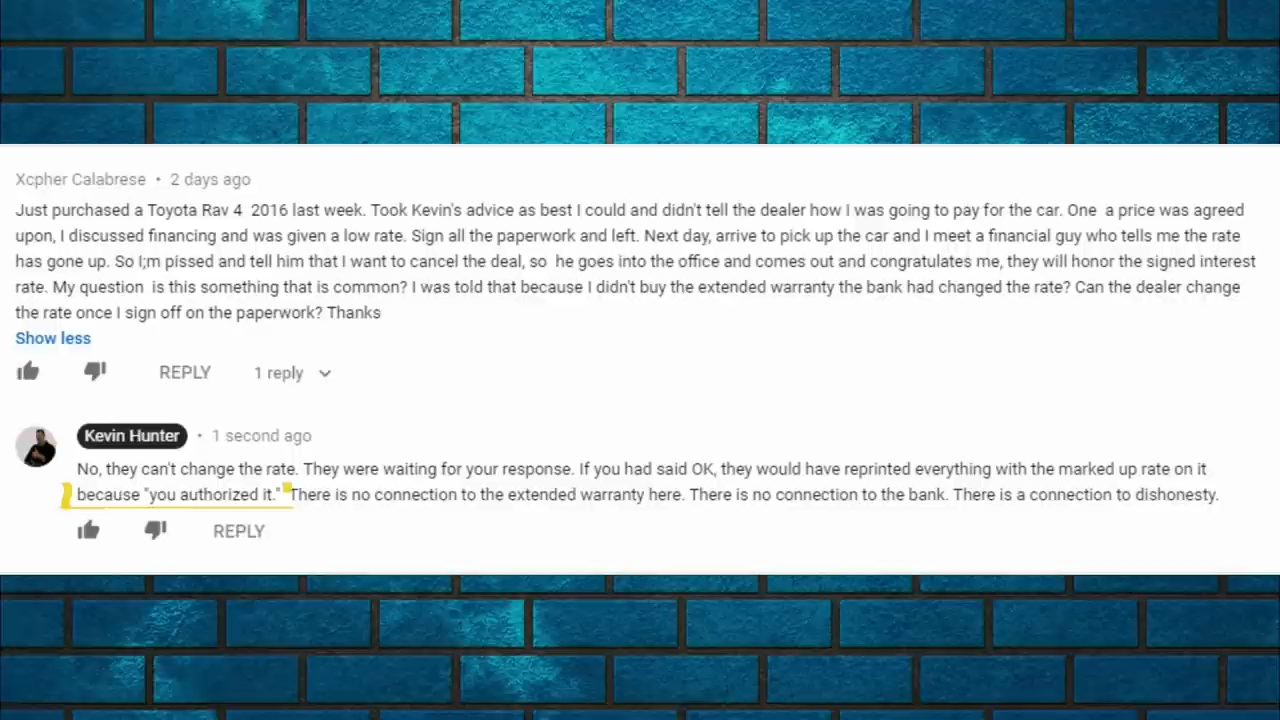 Xcpher Calabrese • 2 days ago
Just purchased a Toyota Rav 4  2016 last week. Took Kevin's advice as best I could and didn't tell the dealer how I was going to pay for the car. One  a price was agreed
upon, I discussed financing and was given a low rate. Sign all the paperwork and left. Next day, arrive to pick up the car and I meet a financial guy who tells me the rate
has gone up. So I;m pissed and tell him that I want to cancel the deal, so  he goes into the office and comes out and congratulates me, they will honor the signed interest
rate. My question  is this something that is common? I was told that because I didn't buy the extended warranty the bank had changed the rate? Can the dealer change
the rate once I sign off on the paperwork? Thanks
Show less
REPLY 1 reply
Kevin Hunter • 1 second ago
No, they can't change the rate. They were waiting for your response. If you had said OK, they would have reprinted everything with the marked up rate on it
because "you authorized it." There is no connection to the extended warranty here. There is no connection to the bank. There is a connection to dishonesty.
REPLY